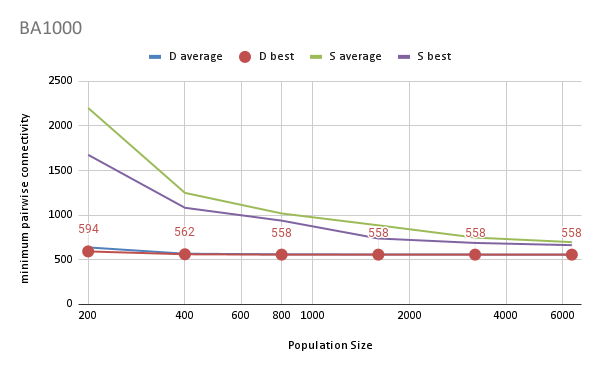 BA1000
D average D best S average S best
2500
2000
1500
1000
500
0
minimum pairwise connectivity
594 562 558 558 558 558
200 400 600 800 1000 2000 4000 6000
Population Size